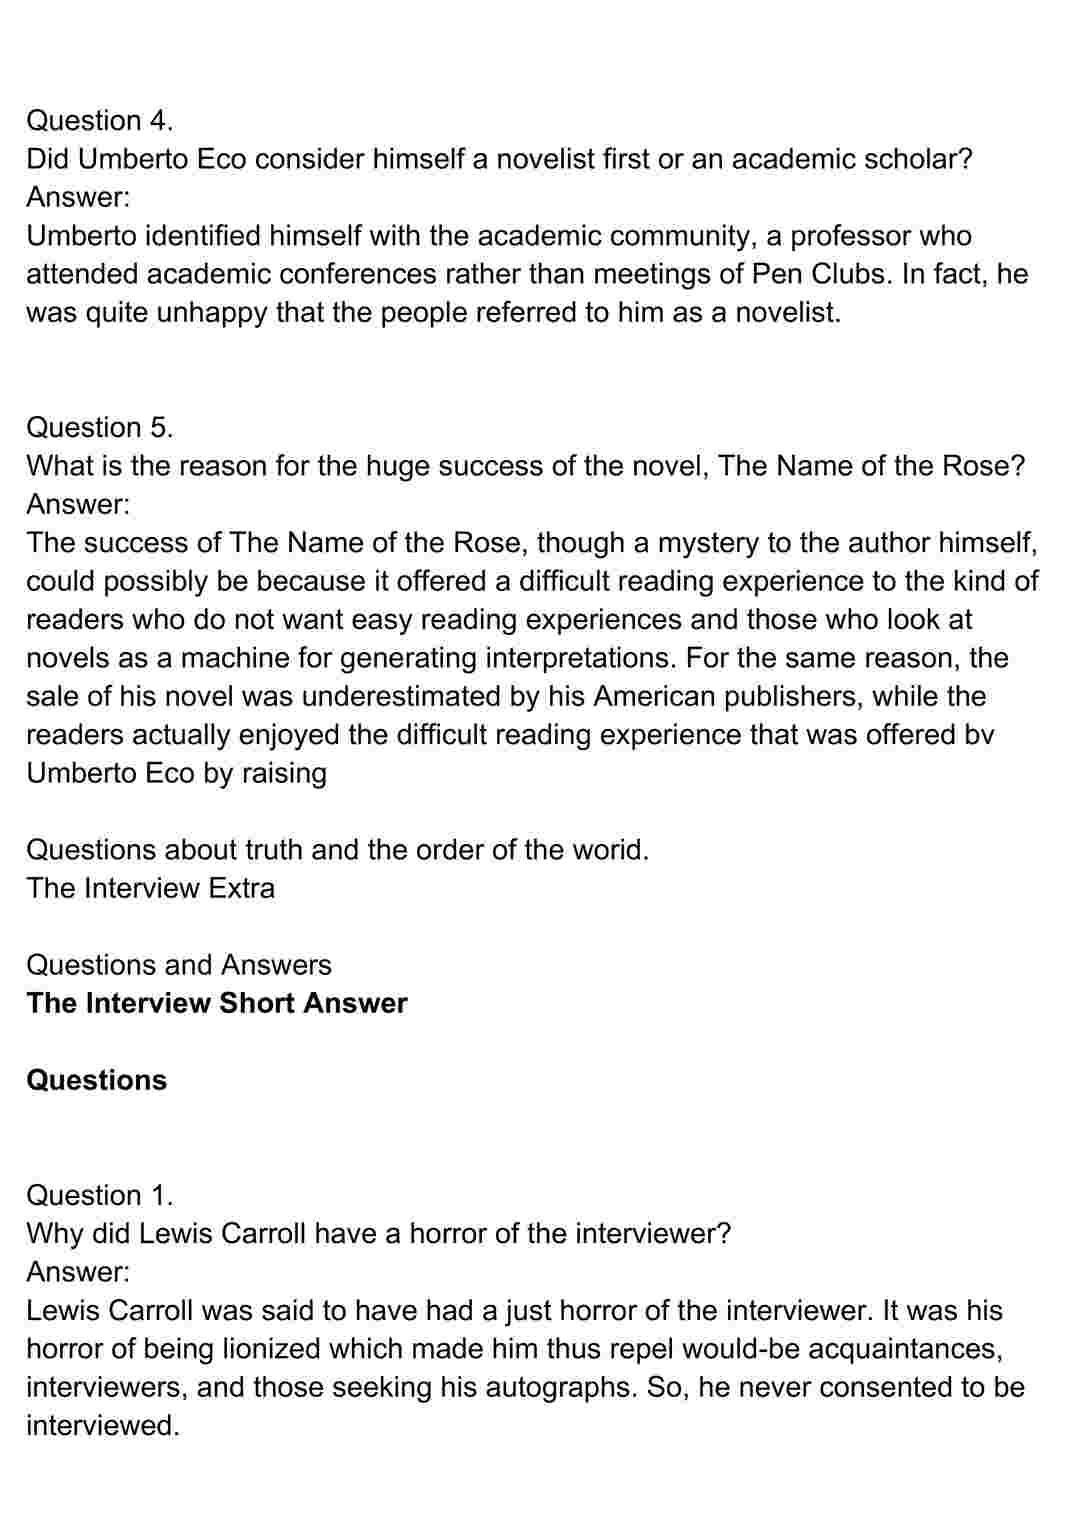 Question 4.
Did Umberto Eco consider himself a novelist first or an academic scholar?
Answer:
Umberto identified himself with the academic community, a professor who
attended academic conferences rather than meetings of Pen Clubs. In fact, he
was quite unhappy that the people referred to him as a novelist.
Question 5.
What is the reason for the huge success of the novel, The Name of the Rose?
Answer:
The success of The Name of the Rose, though a mystery to the author himself,
could possibly be because it offered a difficult reading experience to the kind of
readers who do not want easy reading experiences and those who look at
novels as a machine for generating interpretations. For the same reason, the
sale of his novel was underestimated by his American publishers, while the
readers actually enjoyed the difficult reading experience that was offered bv
Umberto Eco by raising
Questions about truth and the order of the worid.
The Interview Extra
Questions and Answers
The Interview Short Answer
Questions
Question 1.
Why did Lewis Carroll have a horror of the interviewer?
Answer:
Lewis Carroll was said to have had a just horror of the interviewer. It was his
horror of being lionized which made him thus repel would-be acquaintances,
interviewers, and those seeking his autographs. So, he never consented to be
interviewed.